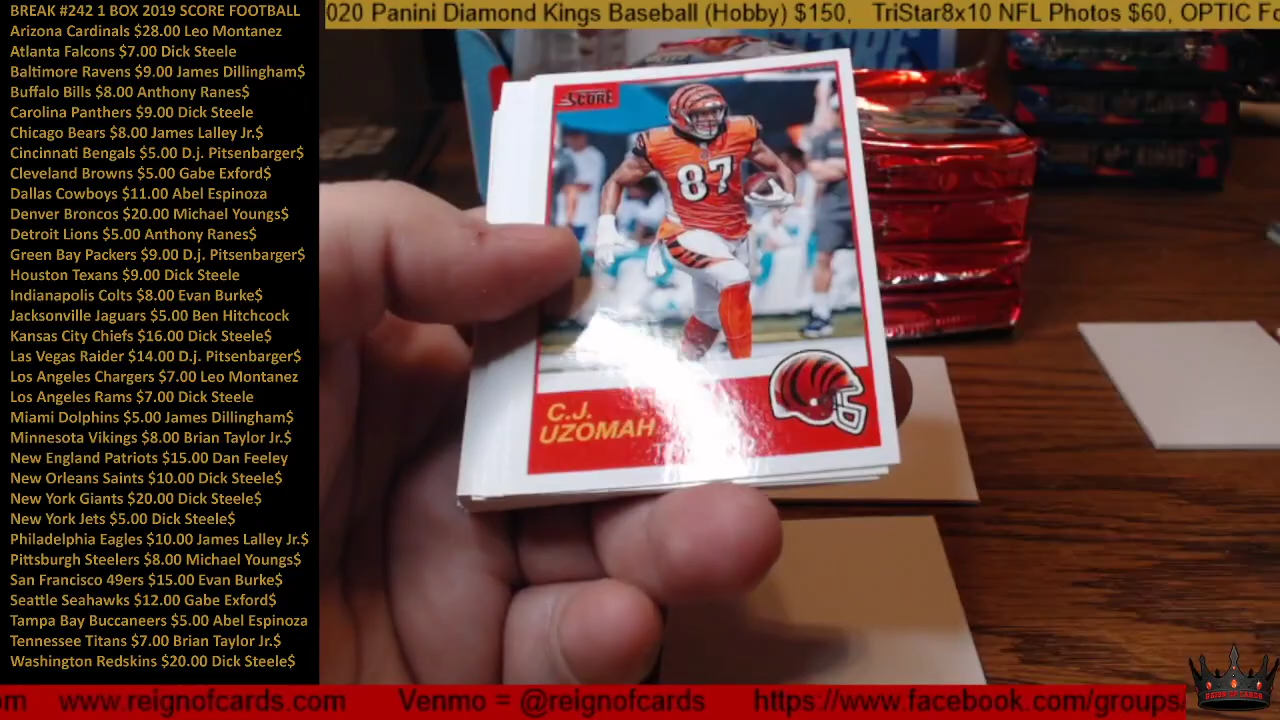 BREAK #242 1 BOX 2019 SCORE FOOTBALL
Arizona Cardinals $28.00 Leo Montanez
Atlanta Falcons $7.00 Dick Steele
Baltimore Ravens $9.00 James Dillingham$
Buffalo Bills $8.00 Anthony Ranes$
Carolina Panthers $9.00 Dick Steele
Chicago Bears $8.00 James Lalley Jr.$
Cincinnati Bengals $5.00 D.j. Pitsenbarger$
Cleveland Browns $5.00 Gabe Exford$
Dallas Cowboys $11.00 Abel Espinoza
Denver Broncos $20.00 Michael Youngs$
Detroit Lions $5.00 Anthony Ranes$
Green Bay Packers $9.00 D.j. Pitsenbarger$
Houston Texans $9.00 Dick Steele
Indianapolis Colts $8.00 Evan Burke$
Jacksonville Jaguars $5.00 Ben Hitchcock
Kansas City Chiefs $16.00 Dick Steele$
Las Vegas Raider $14.00 D.j. Pitsenbarger$
Los Angeles Chargers $7.00 Leo Montanez
Los Angeles Rams $7.00 Dick Steele
Miami Dolphins $5.00 James Dillingham$
Minnesota Vikings $8.00 Brian Taylor Jr.$
New England Patriots $15.00 Dan Feeley
New Orleans Saints $10.00 Dick Steele$
New York Giants $20.00 Dick Steele$
New York Jets $5.00 Dick Steele$
Philadelphia Eagles $10.00 James Lalley Jr.$
Pittsburgh Steelers $8.00 Michael Youngs$
San Francisco 49ers $15.00 Evan Burke$
Seattle Seahawks $12.00 Gabe Exford$
Tampa Bay Buccaneers $5.00 Abel Espinoza
Tennessee Titans $7.00 Brian Taylor Jr.$
Washington Redskins $20.00 Dick Steele$
020 Panini Diamond Kings Baseball (Hobby) $150, TriStar8x10 NFL Photos $60, OPTIC Fo
SCORE
87
C.J.
UZOMAH
om www.reignofcards.com Venmo = @reignofcards https://www.facebook.com/groups/
REIGN OF CARDS